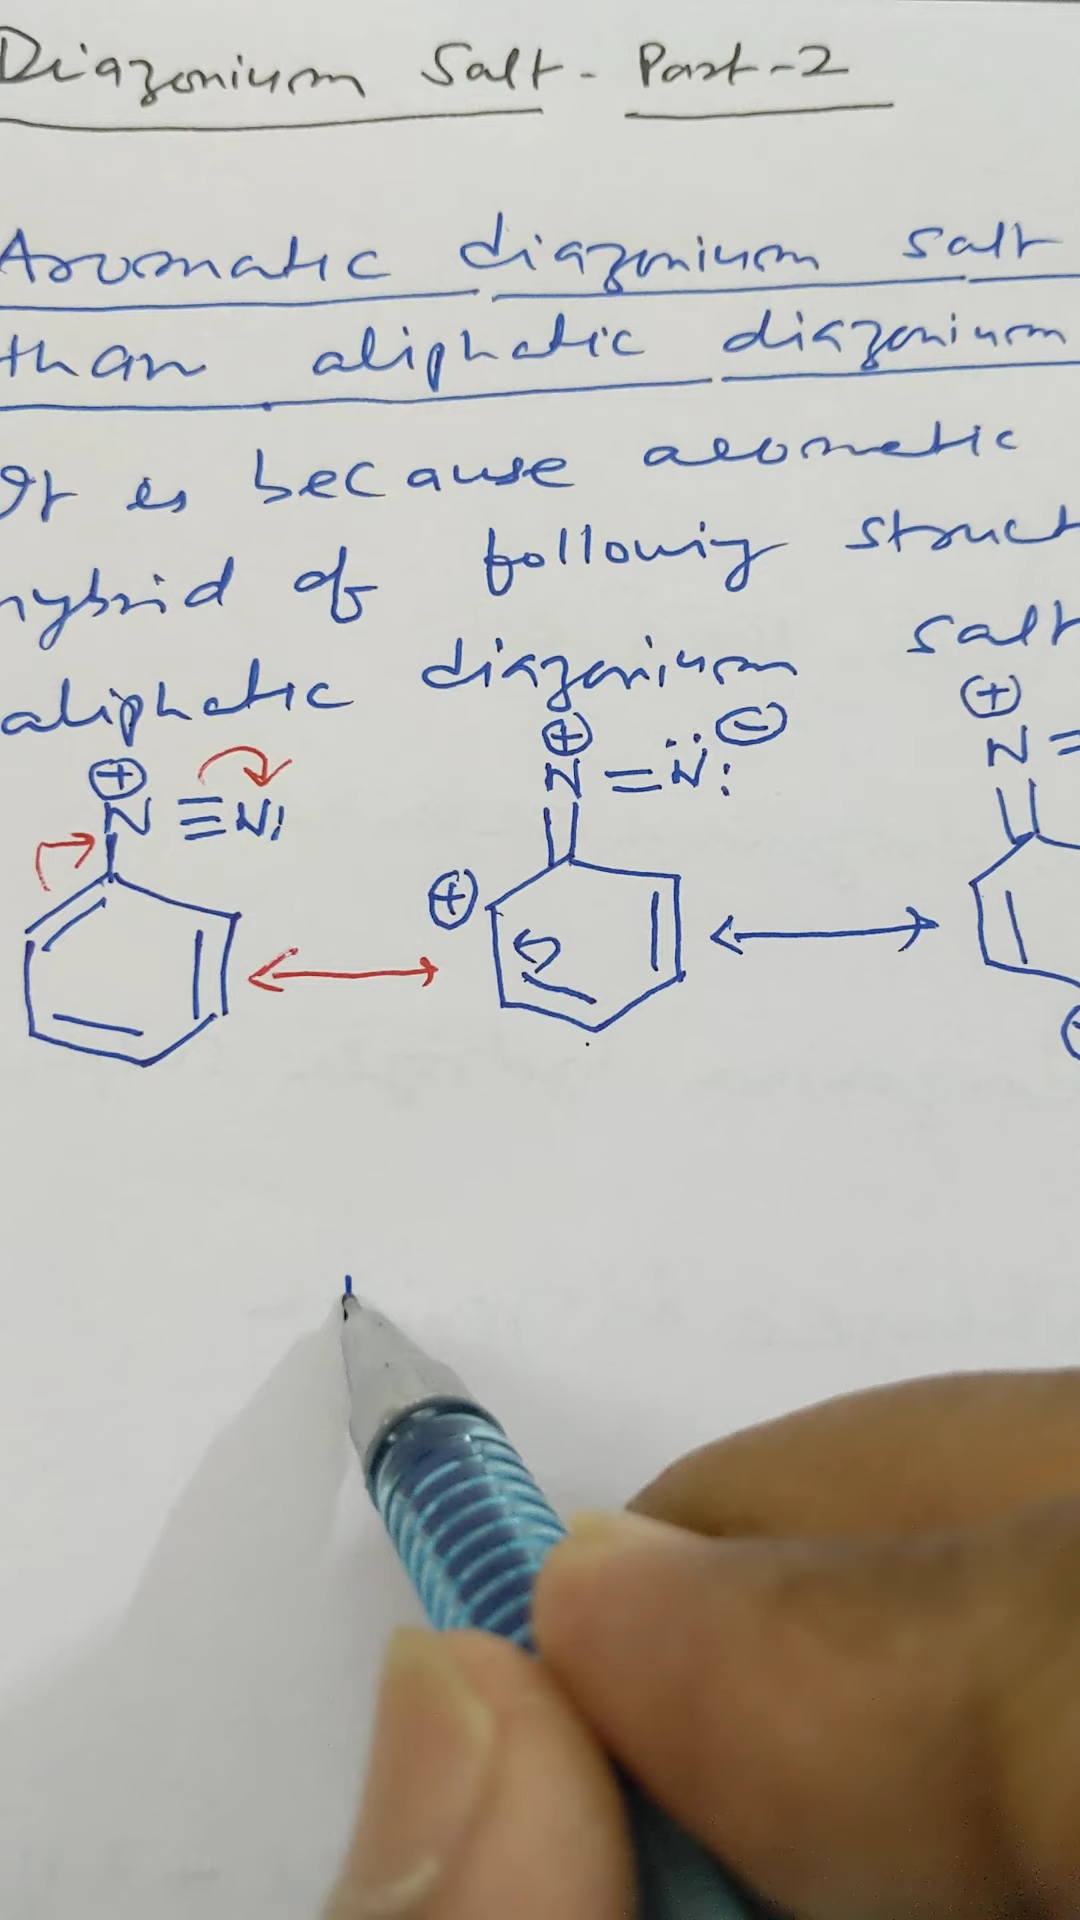 Diazonium Salt - Part-2
Aromatic diazonium salt
than aliphatic diazonium
It is because aromatic
hybrid of following struct
aliphatic diazonium salt
⊕ ⊕ ⊖ ⊕
N≡N: N=N̈: N=
⊕